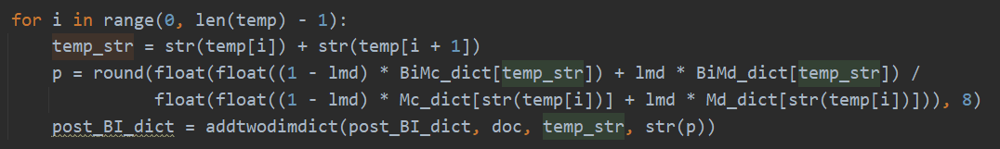 for i in range(0, len(temp) - 1):
    temp_str = str(temp[i]) + str(temp[i + 1])
    p = round(float(float((1 - lmd) * BiMc_dict[temp_str]) + lmd * BiMd_dict[temp_str]) /
              float(float((1 - lmd) * Mc_dict[str(temp[i])] + lmd * Md_dict[str(temp[i])])), 8)
    post_BI_dict = addtwodimdict(post_BI_dict, doc, temp_str, str(p))